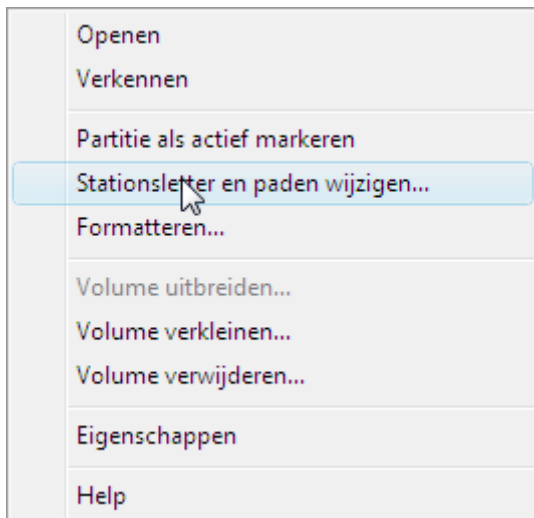 Openen
Verkennen
Partitie als actief markeren
Stationsletter en paden wijzigen...
Formatteren...
Volume uitbreiden...
Volume verkleinen...
Volume verwijderen...
Eigenschappen
Help